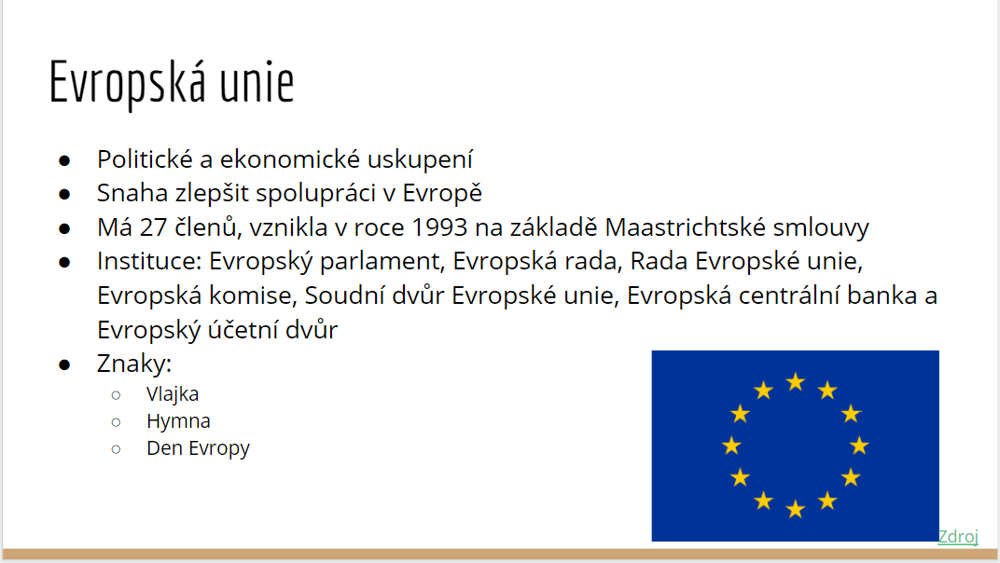 Evropská unie
● Politické a ekonomické uskupení
● Snaha zlepšit spolupráci v Evropě
● Má 27 členů, vznikla v roce 1993 na základě Maastrichtské smlouvy
● Instituce: Evropský parlament, Evropská rada, Rada Evropské unie,
Evropská komise, Soudní dvůr Evropské unie, Evropská centrální banka a
Evropský účetní dvůr
● Znaky:
○ Vlajka
○ Hymna
○ Den Evropy
Zdroj